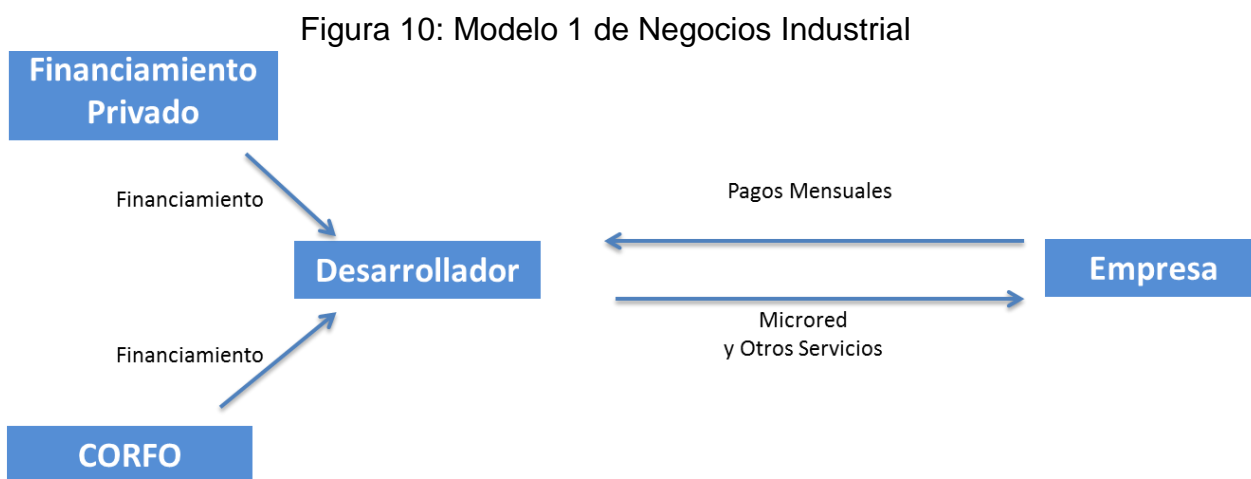 Figura 10: Modelo 1 de Negocios Industrial
Financiamiento
Privado
Financiamiento
Pagos Mensuales
Desarrollador
Empresa
Microred
y Otros Servicios
Financiamiento
CORFO